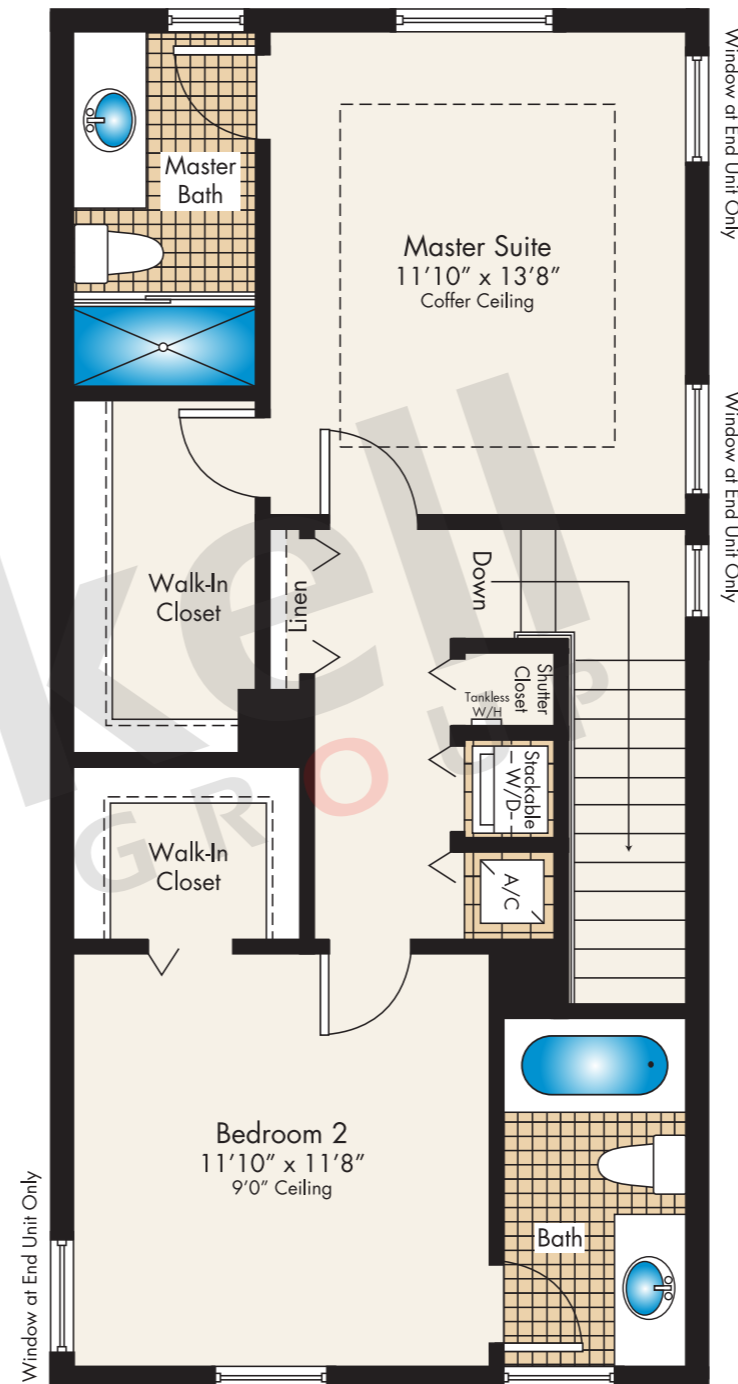 Window at End Unit Only
Master
Bath
Master Suite
11'10" x 13'8"
Coffer Ceiling
Window at End Unit Only
Walk-In
Closet
Linen
Down
Shutter
Closet
Tankless
W/H
Stackable
W/D
A/C
kell
GROUP
Walk-In
Closet
Bedroom 2
11'10" x 11'8"
9'0" Ceiling
Bath
Window at End Unit Only